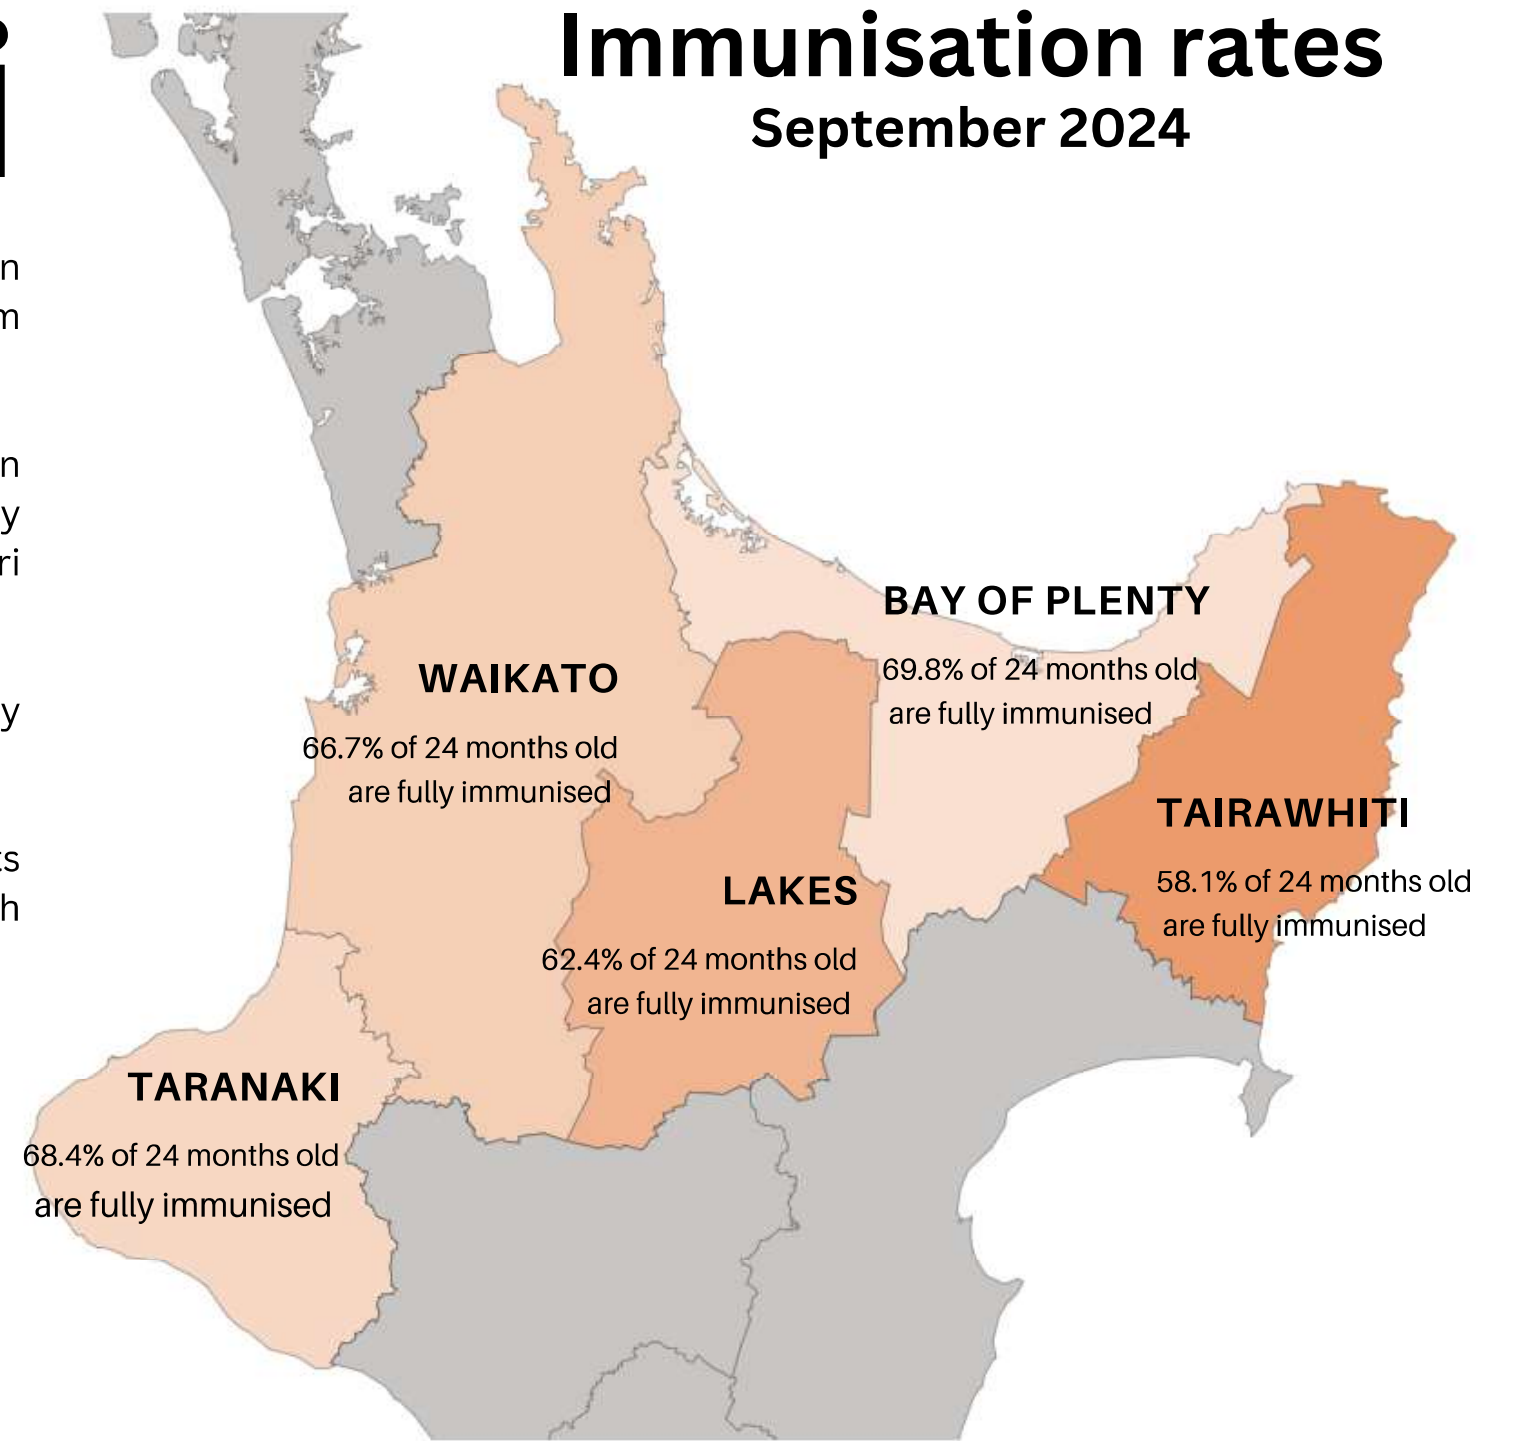 Immunisation rates
September 2024
n
m
n
y
ri
y
ts
h
BAY OF PLENTY
69.8% of 24 months old
are fully immunised
WAIKATO
66.7% of 24 months old
are fully immunised
TAIRAWHITI
58.1% of 24 months old
are fully immunised
LAKES
62.4% of 24 months old
are fully immunised
TARANAKI
68.4% of 24 months old
are fully immunised